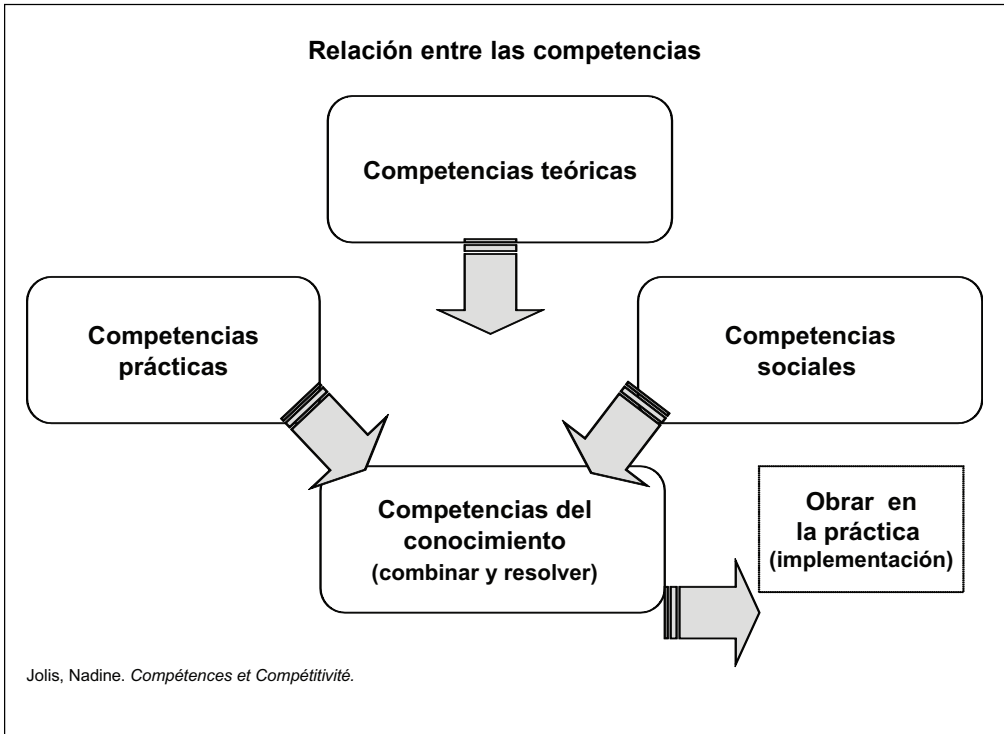 Relación entre las competencias
Competencias teóricas
Competencias
prácticas
Competencias
sociales
Competencias del
conocimiento
(combinar y resolver)
Obrar en
la práctica
(implementación)
Jolis, Nadine. Compétences et Compétitivité.